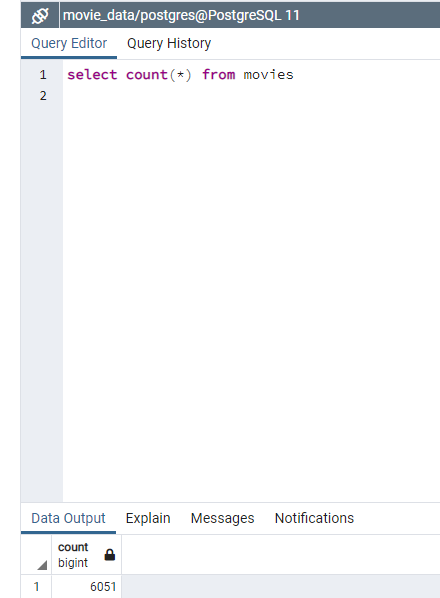 movie_data/postgres@PostgreSQL 11
Query Editor Query History
1 select count(*) from movies
2
Data Output Explain Messages Notifications
count
bigint
1 6051